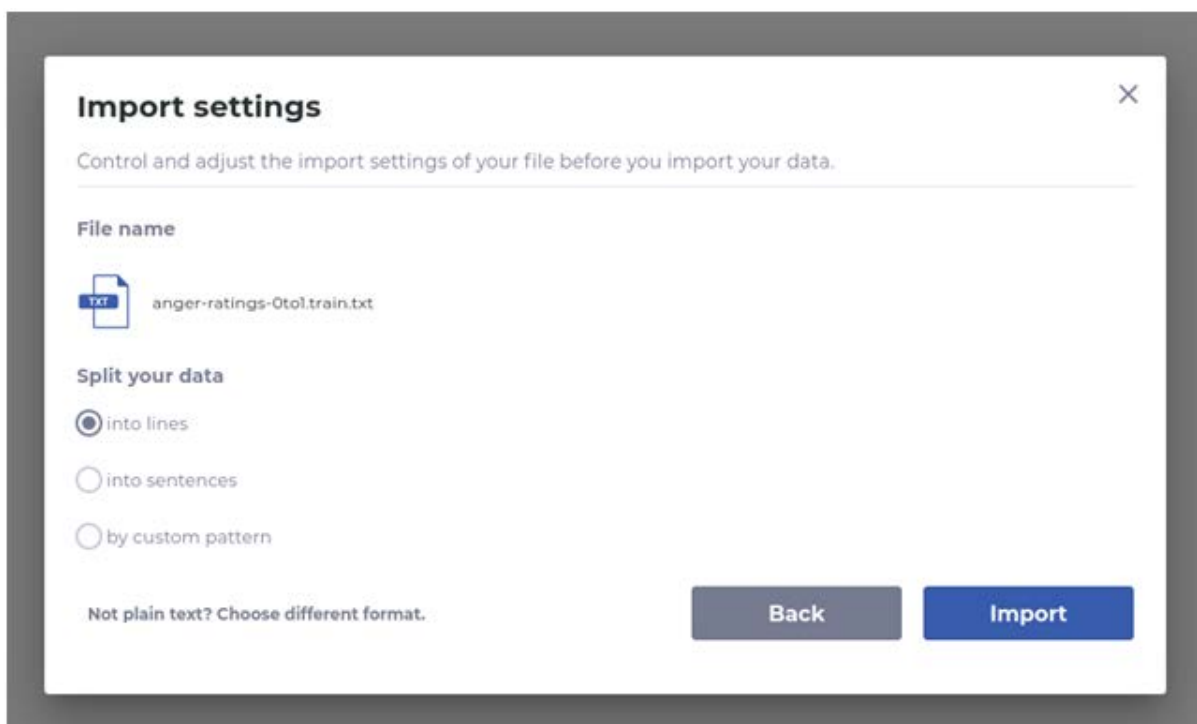 Import settings
Control and adjust the import settings of your file before you import your data.
File name
TXT
anger-ratings-0to1.train.txt
Split your data
into lines
into sentences
by custom pattern
Not plain text? Choose different format.
Back
Import